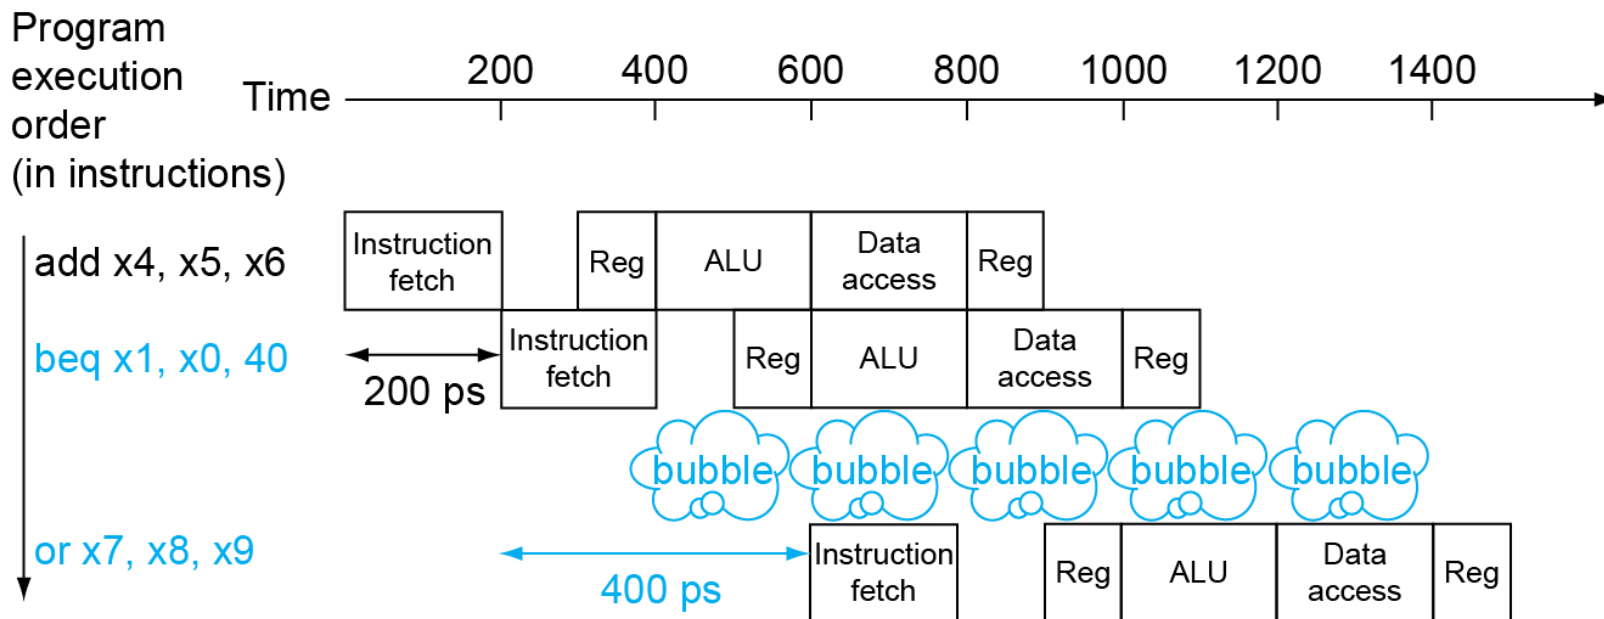 Program
execution
order
(in instructions)
Time
200 400 600 800 1000 1200 1400
add x4, x5, x6
Instruction
fetch
Reg
ALU
Data
access
Reg
beq x1, x0, 40
200 ps
Instruction
fetch
Reg
ALU
Data
access
Reg
bubble bubble bubble bubble bubble
or x7, x8, x9
400 ps
Instruction
fetch
Reg
ALU
Data
access
Reg